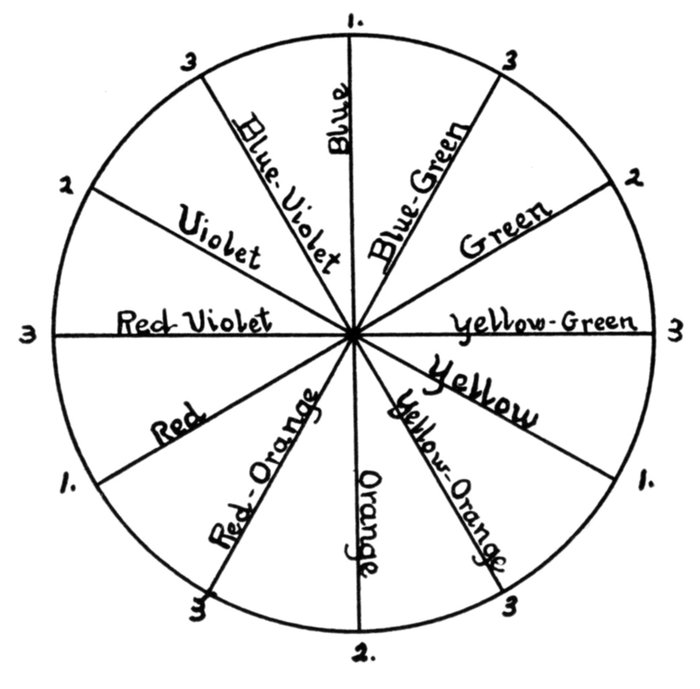 1.
3
3
Blue
Blue-Violet
Blue-Green
2
2
Violet
Green
3
Red-Violet
Yellow-Green
3
Yellow
Red
Red-Orange
Yellow-Orange
1.
1.
Orange
3
3
2.